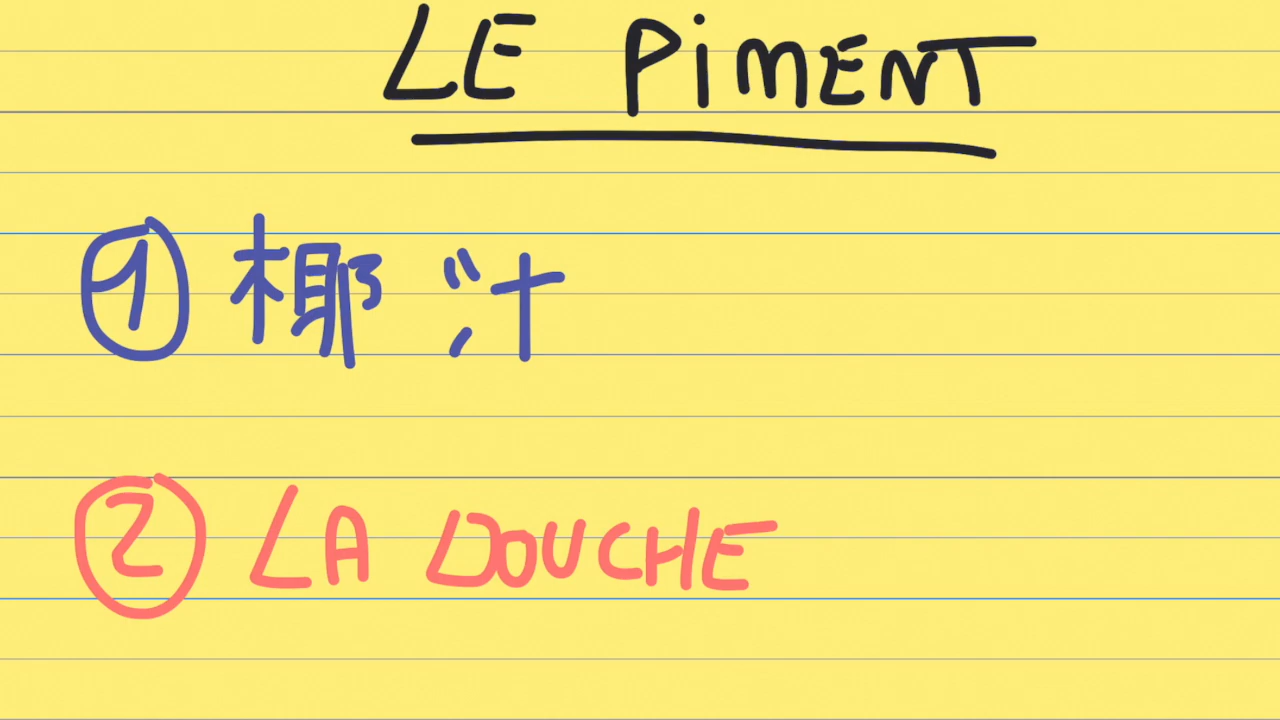 LE PiMENT
① 椰汁
② LA DOUCHE